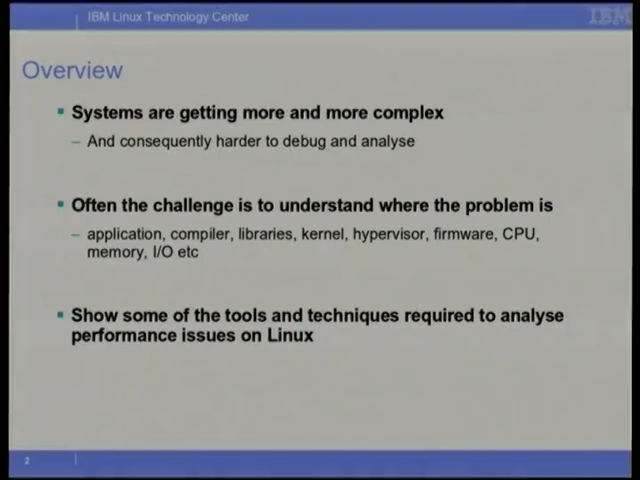 IBM Linux Technology Center
IBM
Overview
Systems are getting more and more complex
– And consequently harder to debug and analyse
Often the challenge is to understand where the problem is
– application, compiler, libraries, kernel, hypervisor, firmware, CPU,
memory, I/O etc
Show some of the tools and techniques required to analyse
performance issues on Linux
2